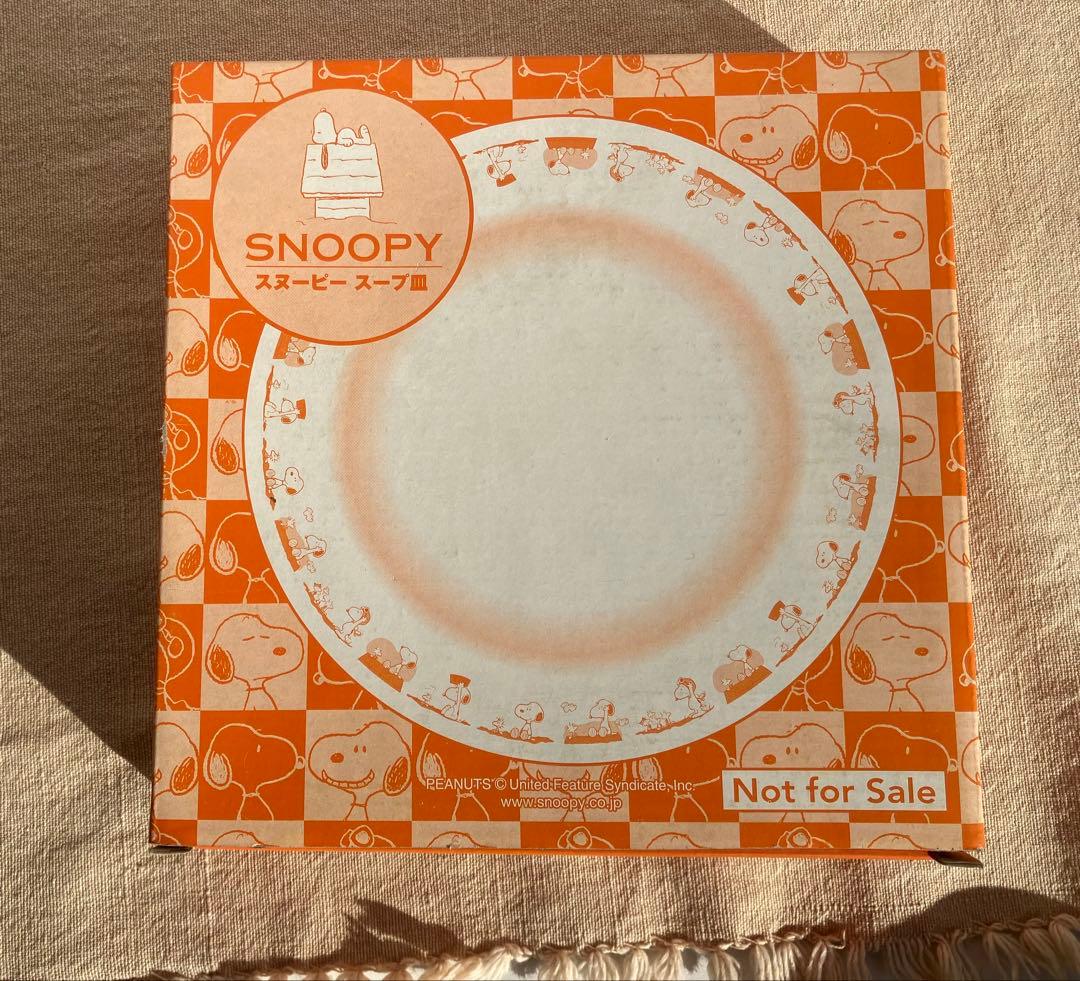 SNOOPY
スヌーピー スープ皿
PEANUTS © United Feature Syndicate, Inc.
www.snoopy.co.jp
Not for Sale